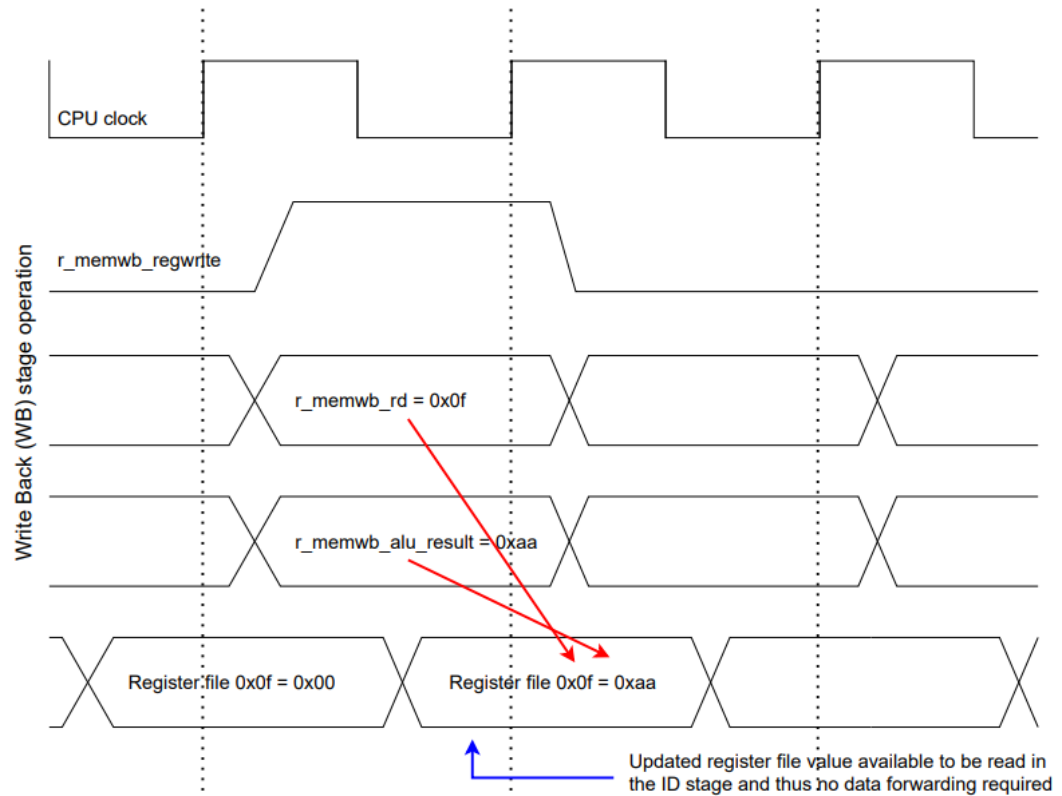 CPU clock
r_memwb_regwrite
Write Back (WB) stage operation
r_memwb_rd = 0x0f
r_memwb_alu_result = 0xaa
Register file 0x0f = 0x00
Register file 0x0f = 0xaa
Updated register file value available to be read in
the ID stage and thus no data forwarding required